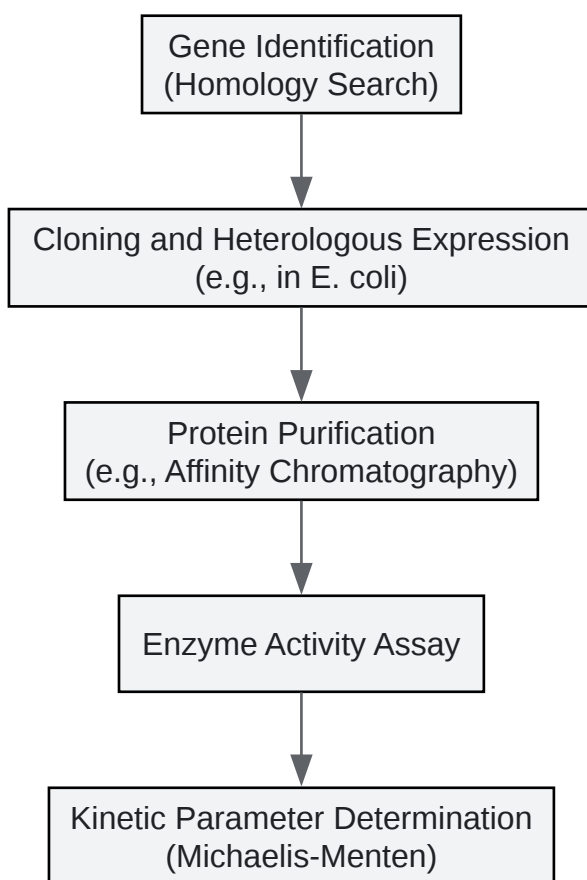 Gene Identification
(Homology Search)
Cloning and Heterologous Expression
(e.g., in E. coli)
Protein Purification
(e.g., Affinity Chromatography)
Enzyme Activity Assay
Kinetic Parameter Determination
(Michaelis-Menten)